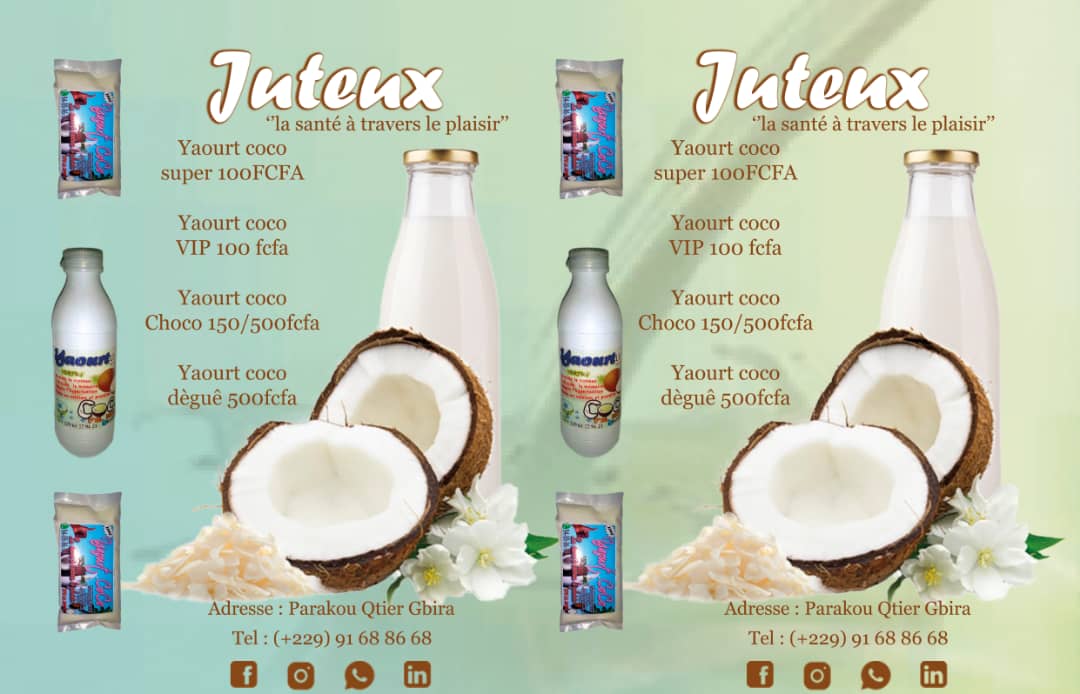 Juteux
‘’la santé à travers le plaisir’’
Yaourt coco
super 100FCFA
Yaourt coco
VIP 100 fcfa
Yaourt coco
Choco 150/500fcfa
Yaourt coco
dèguê 500fcfa
Yaourt
Adresse : Parakou Qtier Gbira
Tel : (+229) 91 68 86 68
Juteux
‘’la santé à travers le plaisir’’
Yaourt coco
super 100FCFA
Yaourt coco
VIP 100 fcfa
Yaourt coco
Choco 150/500fcfa
Yaourt coco
dèguê 500fcfa
Yaourt
Adresse : Parakou Qtier Gbira
Tel : (+229) 91 68 86 68